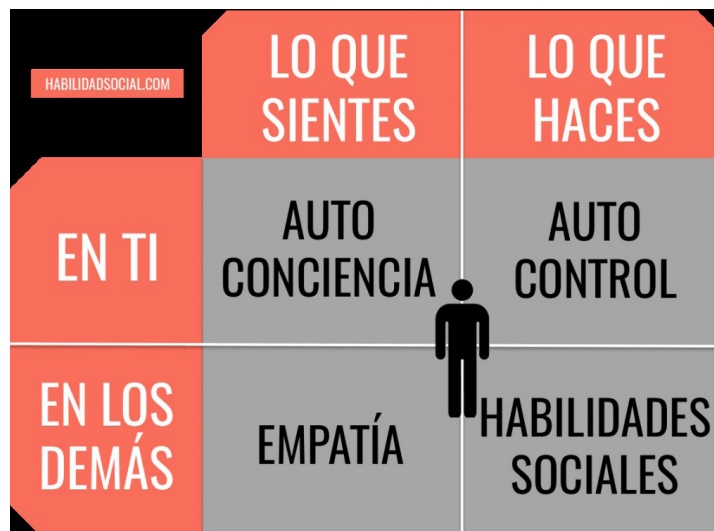 HABILIDADSOCIAL.COM
LO QUE
SIENTES
LO QUE
HACES
EN TI
AUTO
CONCIENCIA
AUTO
CONTROL
EN LOS
DEMÁS
EMPATÍA
HABILIDADES
SOCIALES